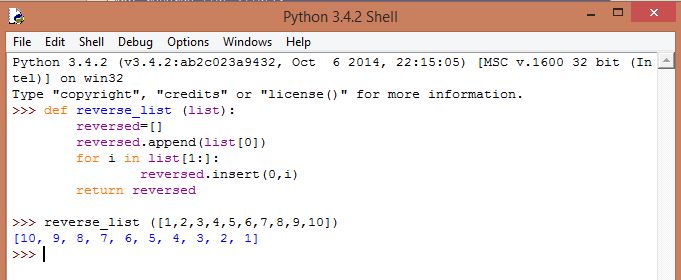 Python 3.4.2 Shell
File Edit Shell Debug Options Windows Help
Python 3.4.2 (v3.4.2:ab2c023a9432, Oct  6 2014, 22:15:05) [MSC v.1600 32 bit (In
tel)] on win32
Type "copyright", "credits" or "license()" for more information.
>>> def reverse_list (list):
        reversed=[]
        reversed.append(list[0])
        for i in list[1:]:
                reversed.insert(0,i)
        return reversed

>>> reverse_list ([1,2,3,4,5,6,7,8,9,10])
[10, 9, 8, 7, 6, 5, 4, 3, 2, 1]
>>>